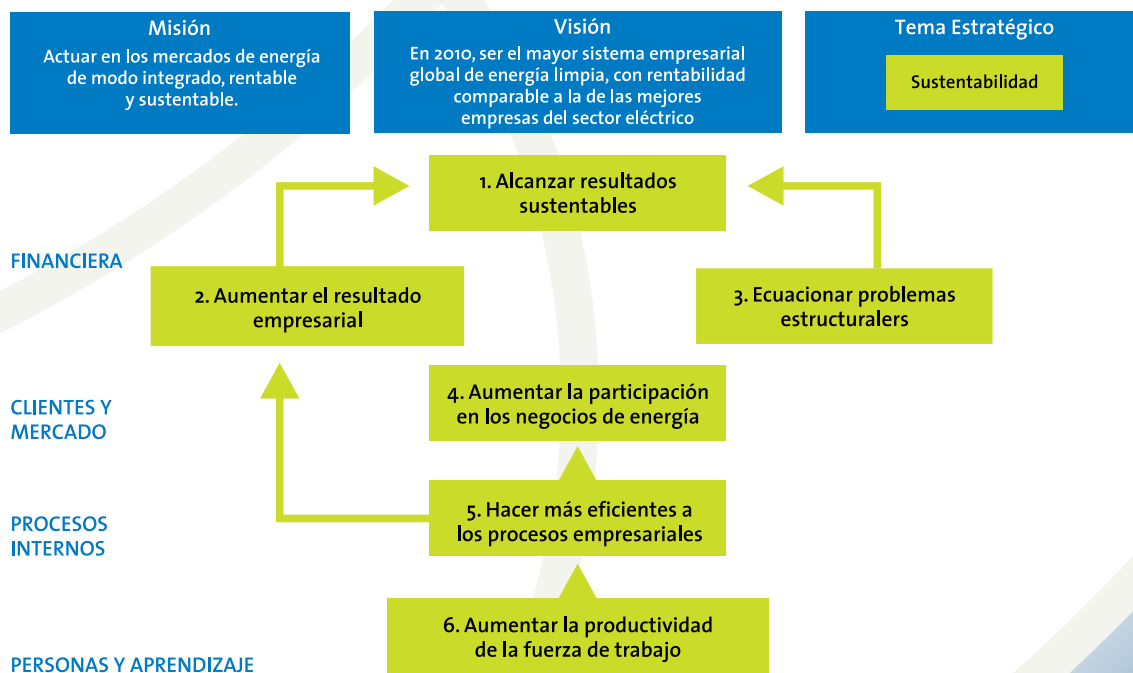 Misión
Actuar en los mercados de energía
de modo integrado, rentable
y sustentable.
Visión
En 2010, ser el mayor sistema empresarial
global de energía limpia, con rentabilidad
comparable a la de las mejores
empresas del sector eléctrico
Tema Estratégico
Sustentabilidad
1. Alcanzar resultados
sustentables
FINANCIERA
2. Aumentar el resultado
empresarial
3. Ecuacionar problemas
estructuralers
CLIENTES Y
MERCADO
4. Aumentar la participación
en los negocios de energía
PROCESOS
INTERNOS
5. Hacer más eficientes a
los procesos empresariales
6. Aumentar la productividad
de la fuerza de trabajo
PERSONAS Y APRENDIZAJE